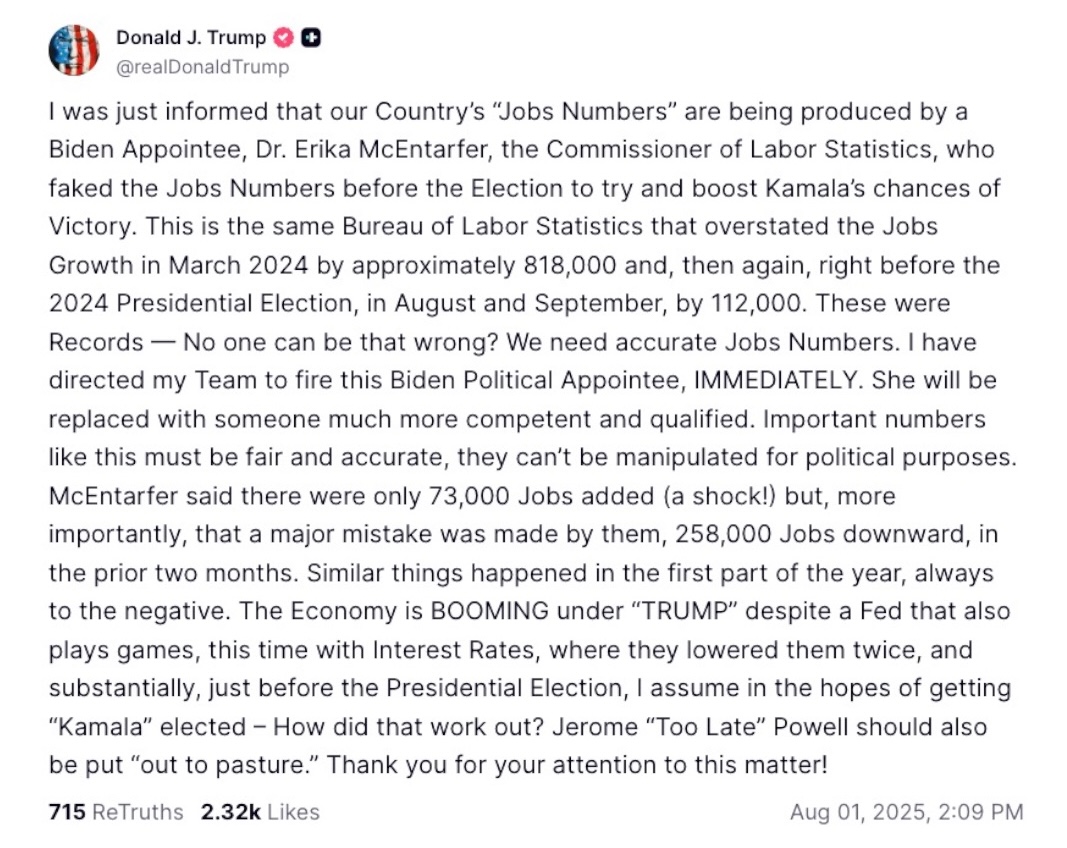 Donald J. Trump
@realDonaldTrump
I was just informed that our Country’s “Jobs Numbers” are being produced by a
Biden Appointee, Dr. Erika McEntarfer, the Commissioner of Labor Statistics, who
faked the Jobs Numbers before the Election to try and boost Kamala’s chances of
Victory. This is the same Bureau of Labor Statistics that overstated the Jobs
Growth in March 2024 by approximately 818,000 and, then again, right before the
2024 Presidential Election, in August and September, by 112,000. These were
Records — No one can be that wrong? We need accurate Jobs Numbers. I have
directed my Team to fire this Biden Political Appointee, IMMEDIATELY. She will be
replaced with someone much more competent and qualified. Important numbers
like this must be fair and accurate, they can’t be manipulated for political purposes.
McEntarfer said there were only 73,000 Jobs added (a shock!) but, more
importantly, that a major mistake was made by them, 258,000 Jobs downward, in
the prior two months. Similar things happened in the first part of the year, always
to the negative. The Economy is BOOMING under “TRUMP” despite a Fed that also
plays games, this time with Interest Rates, where they lowered them twice, and
substantially, just before the Presidential Election, I assume in the hopes of getting
“Kamala” elected – How did that work out? Jerome “Too Late” Powell should also
be put “out to pasture.” Thank you for your attention to this matter!
715 ReTruths 2.32k Likes Aug 01, 2025, 2:09 PM